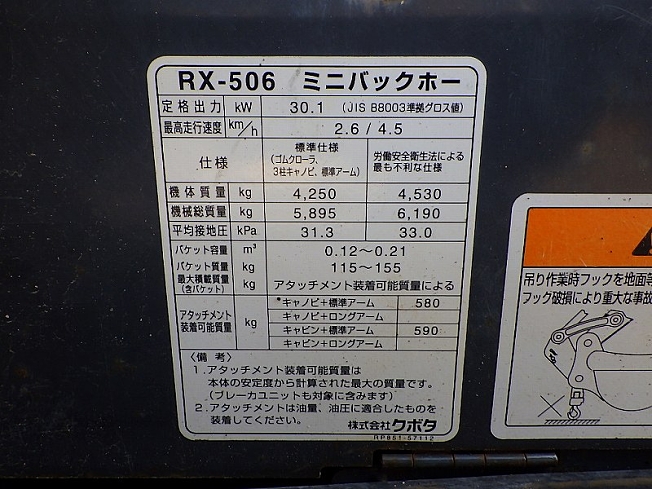 RX-506 ミニバックホー
定格出力 kW 30.1 (JIS B8003準拠グロス値)
最高走行速度 km/h 2.6 / 4.5
仕様 標準仕様 (ゴムクローラ、3柱キャノピ、標準アーム) 労働安全衛生法による最も不利な仕様
機体質量 kg 4,250 4,530
機械総質量 kg 5,895 6,190
平均接地圧 kPa 31.3 33.0
バケット容量 m³ 0.12〜0.21
バケット質量 kg 115〜155
最大積載質量(含バケット) kg アタッチメント装着可能質量による
アタッチメント装着可能質量 kg
*キャノピ+標準アーム 580
キャノピ+ロングアーム
キャビン+標準アーム 590
キャビン+ロングアーム
〈備考〉
1.アタッチメント装着可能質量は
本体の安定度から計算された最大の質量です。
(ブレーカユニットも対象に含みます)
2.アタッチメントは油量、油圧に適合したものを
装着してください。
株式会社クボタ
RP851-57112
吊り作業時フックを地面等
フック破損により重大な事故